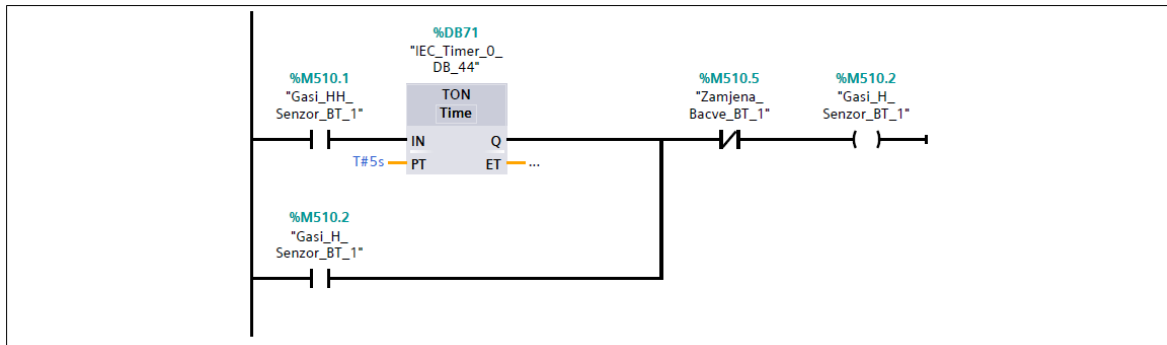 %DB71
"IEC_Timer_0_
DB_44"
%M510.1
"Gasi_HH_
Senzor_BT_1"
TON
Time
IN
Q
T#5s
PT
ET
...
%M510.5
"Zamjena_
Bacve_BT_1"
%M510.2
"Gasi_H_
Senzor_BT_1"
%M510.2
"Gasi_H_
Senzor_BT_1"